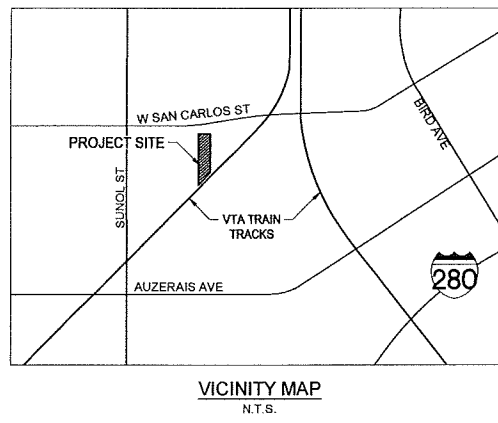 W SAN CARLOS ST
BIRD AVE
PROJECT SITE
SUNOL ST
VTA TRAIN
TRACKS
280
AUZERAIS AVE
VICINITY MAP
N.T.S.